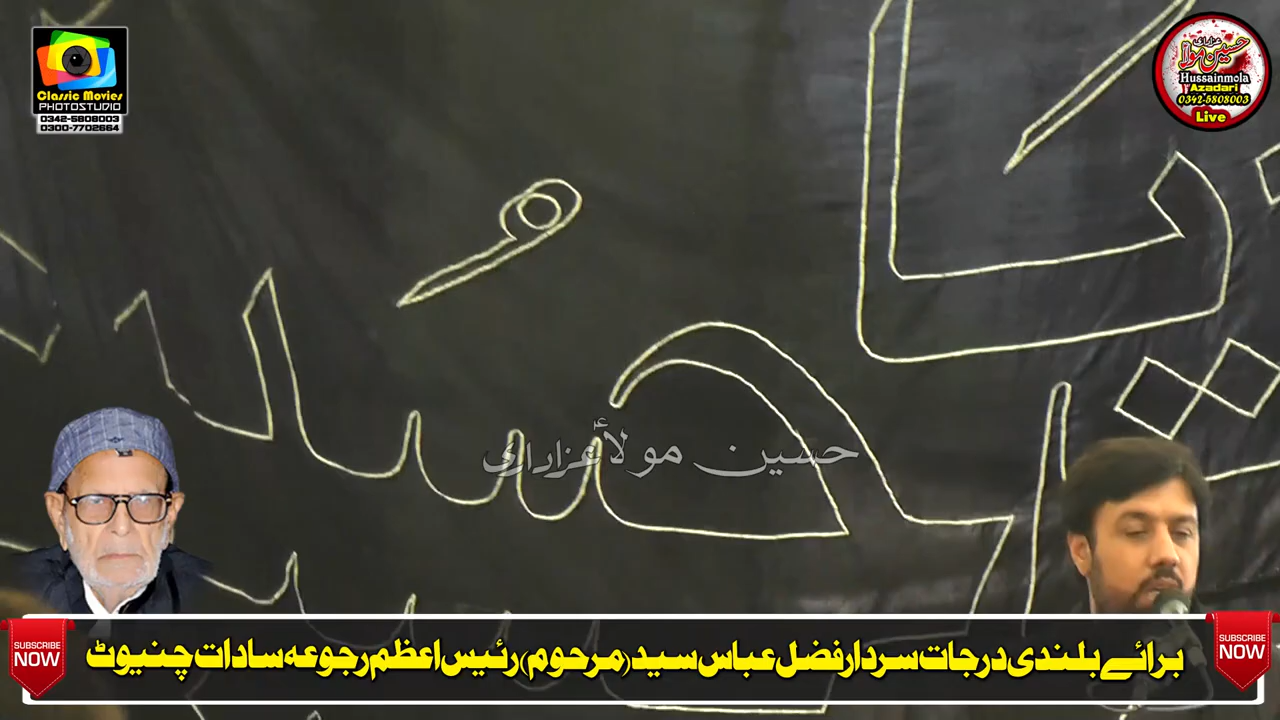 Classic Movies
PHOTOSTUDIO
0342-5808003
0300-7702664
عزاداری
حسین مولاؑ
Hussainmola
Azadari
0342-5808003
Live
حسین مولاؑ عزاداری
SUBSCRIBE
NOW
برائے بلندی درجات سردار فضل عباس سید (مرحوم) رئیس اعظم رجوعہ سادات چنیوٹ
SUBSCRIBE
NOW